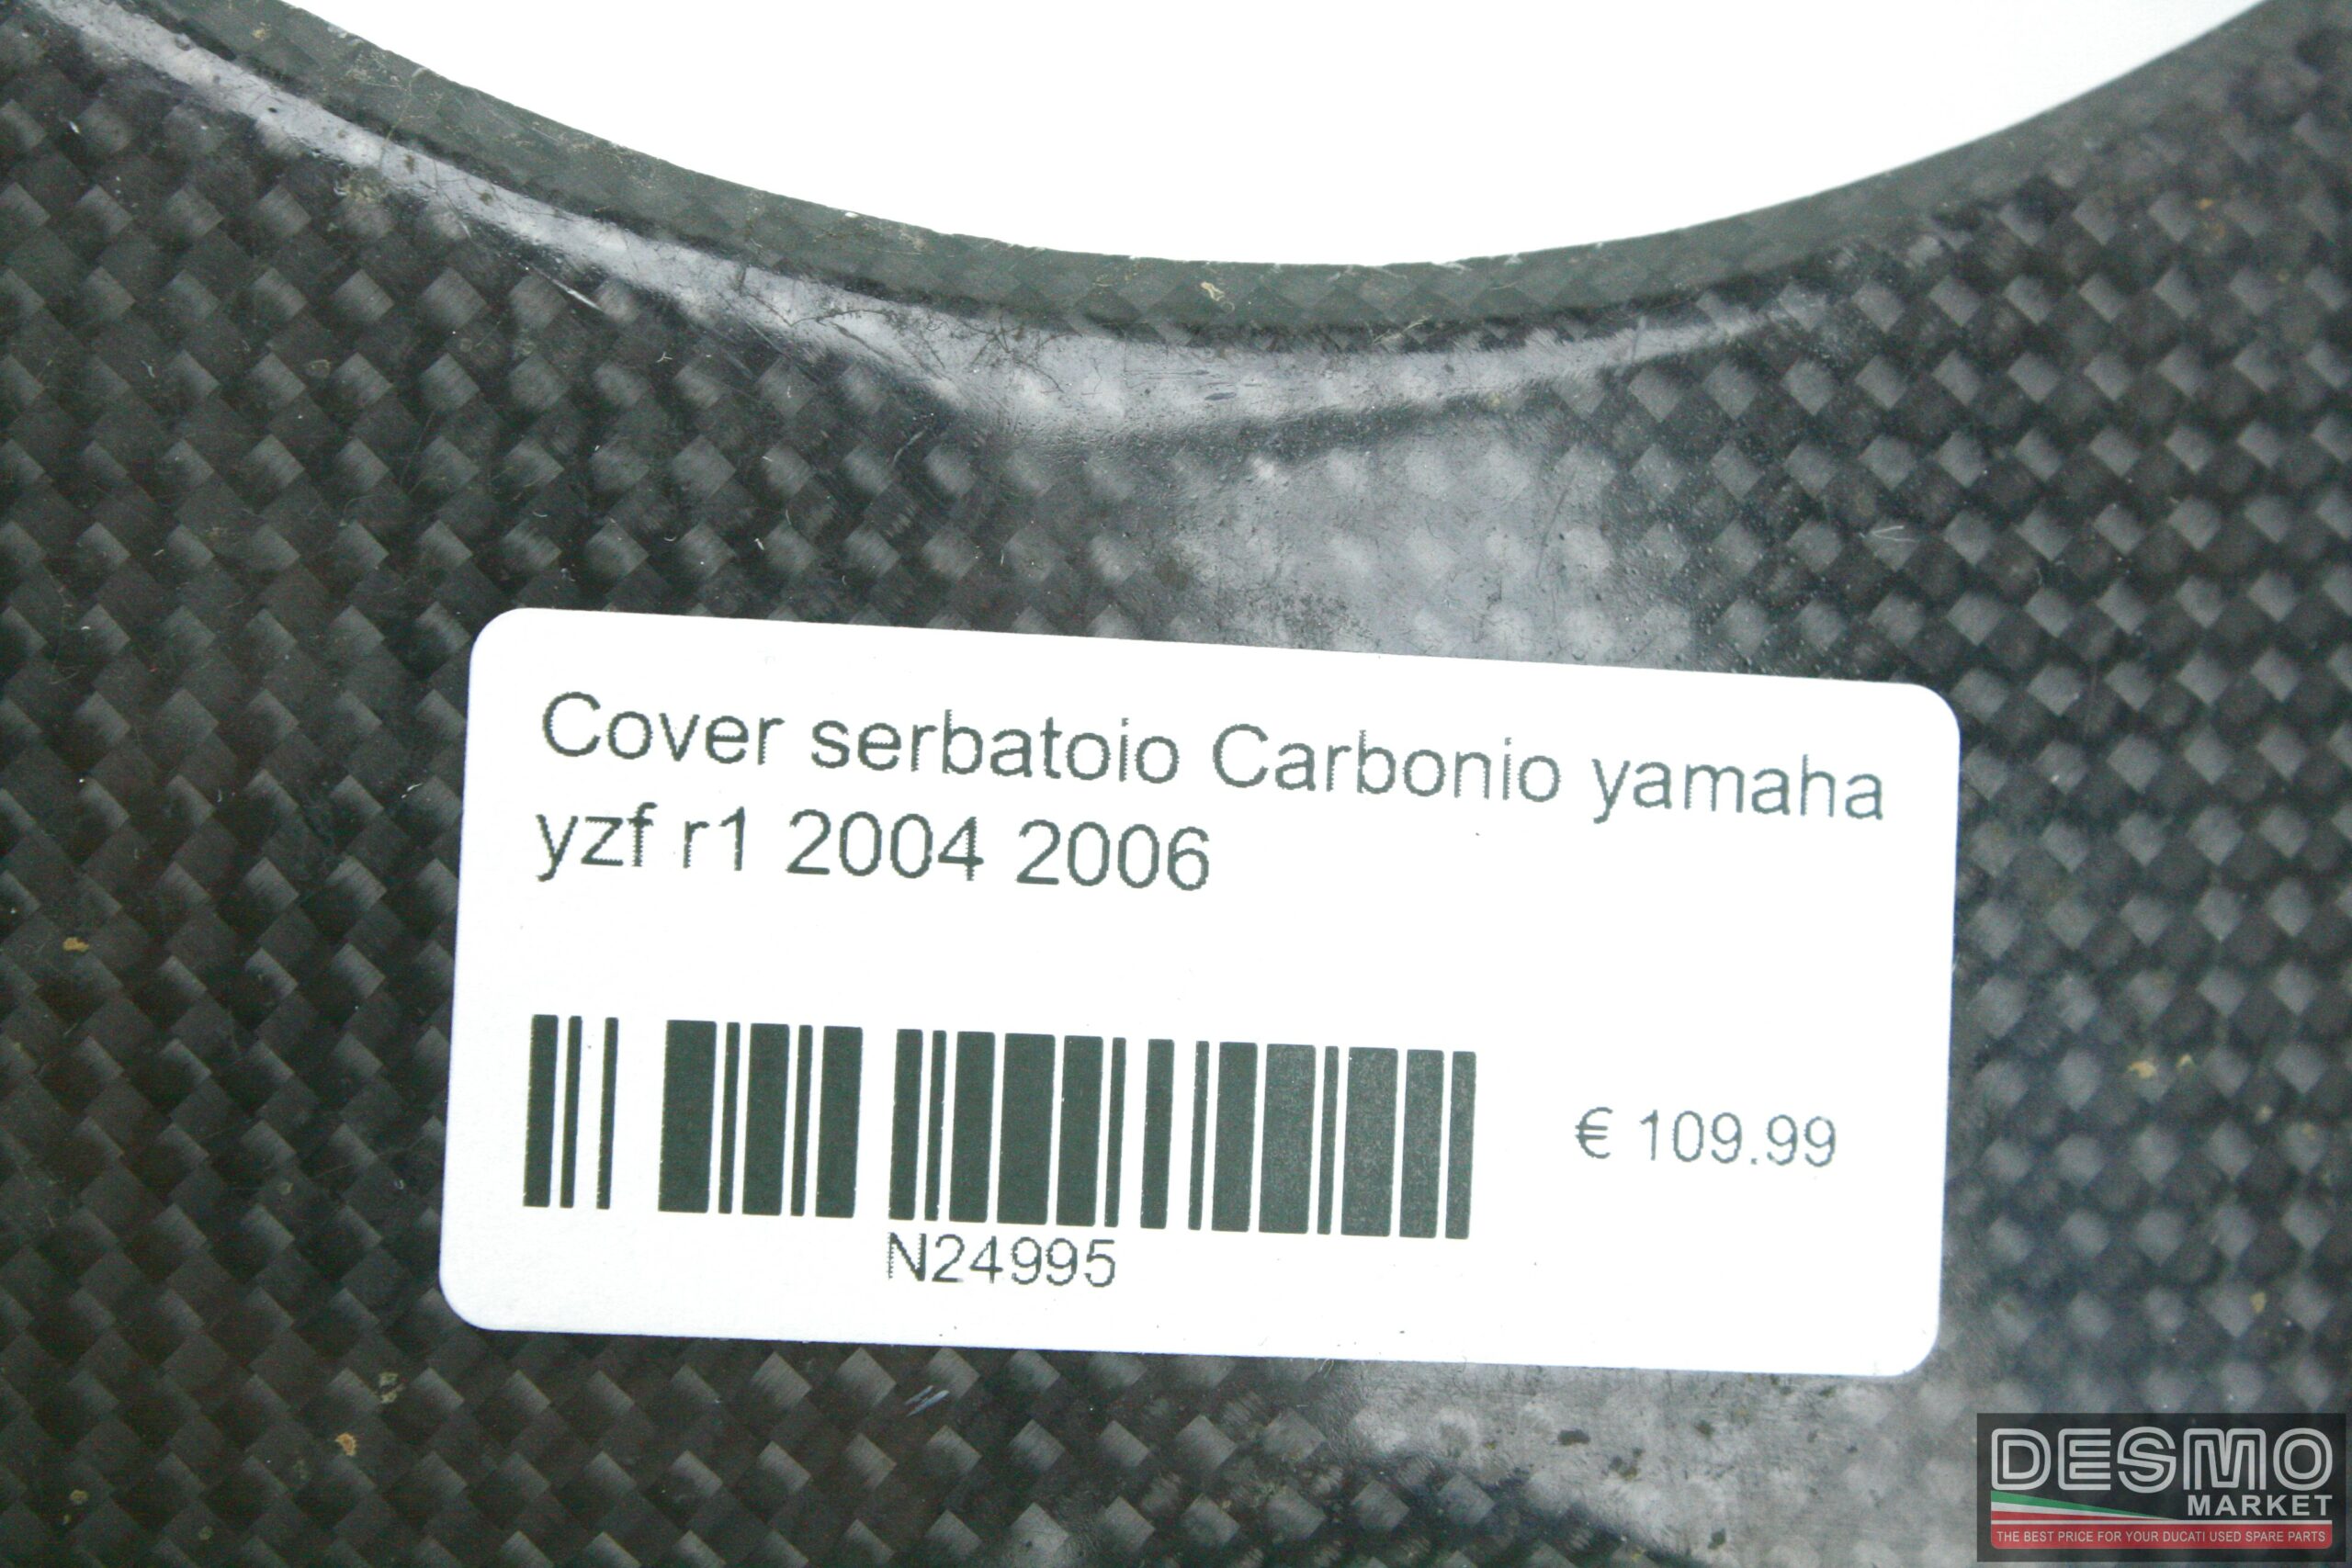 Cover serbatoio Carbonio yamaha
yzf r1 2004 2006
€ 109.99
N24995
DESMO
MARKET
THE BEST PRICE FOR YOUR DUCATI USED SPARE PARTS